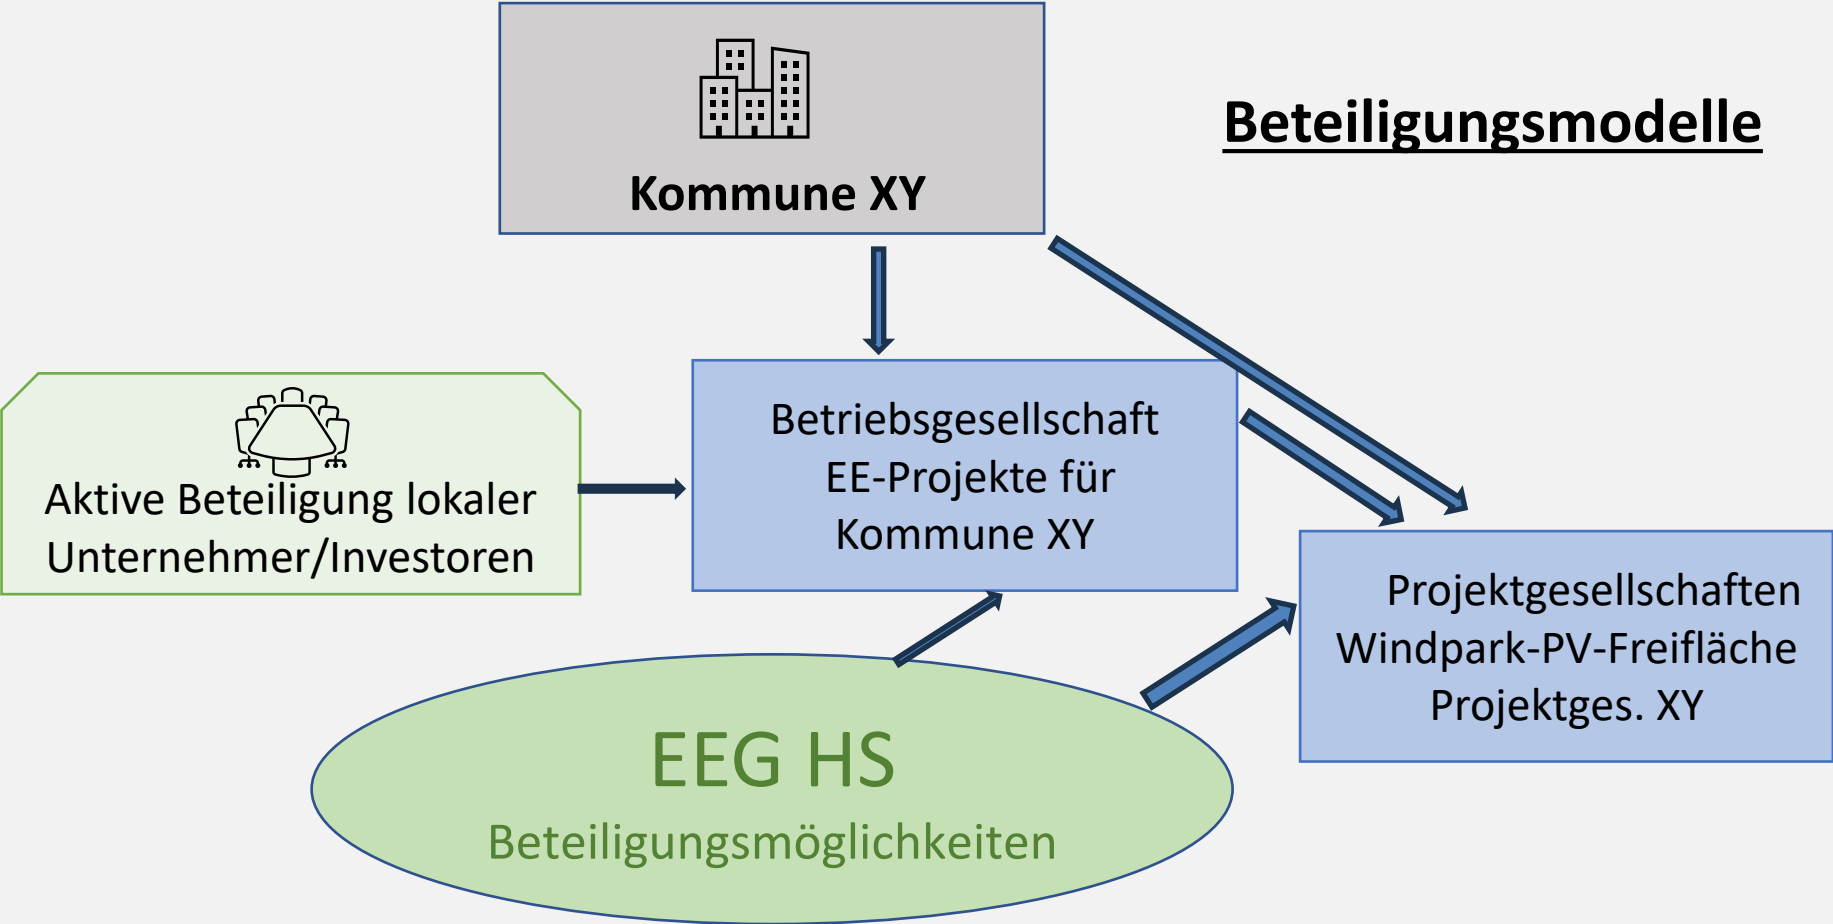 Beteiligungsmodelle
Kommune XY
Aktive Beteiligung lokaler
Unternehmer/Investoren
Betriebsgesellschaft
EE-Projekte für
Kommune XY
Projektgesellschaften
Windpark-PV-Freifläche
Projektges. XY
EEG HS
Beteiligungsmöglichkeiten